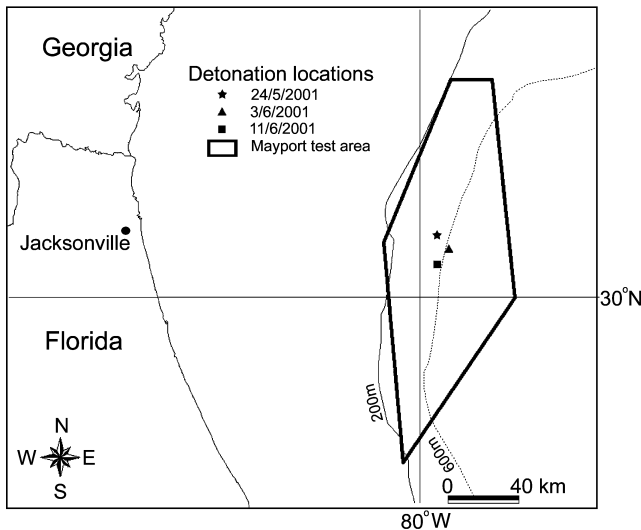 Georgia
Detonation locations
24/5/2001
3/6/2001
11/6/2001
Mayport test area
Jacksonville
30°N
Florida
200m
600m
N
W E
S
0 40 km
80°W